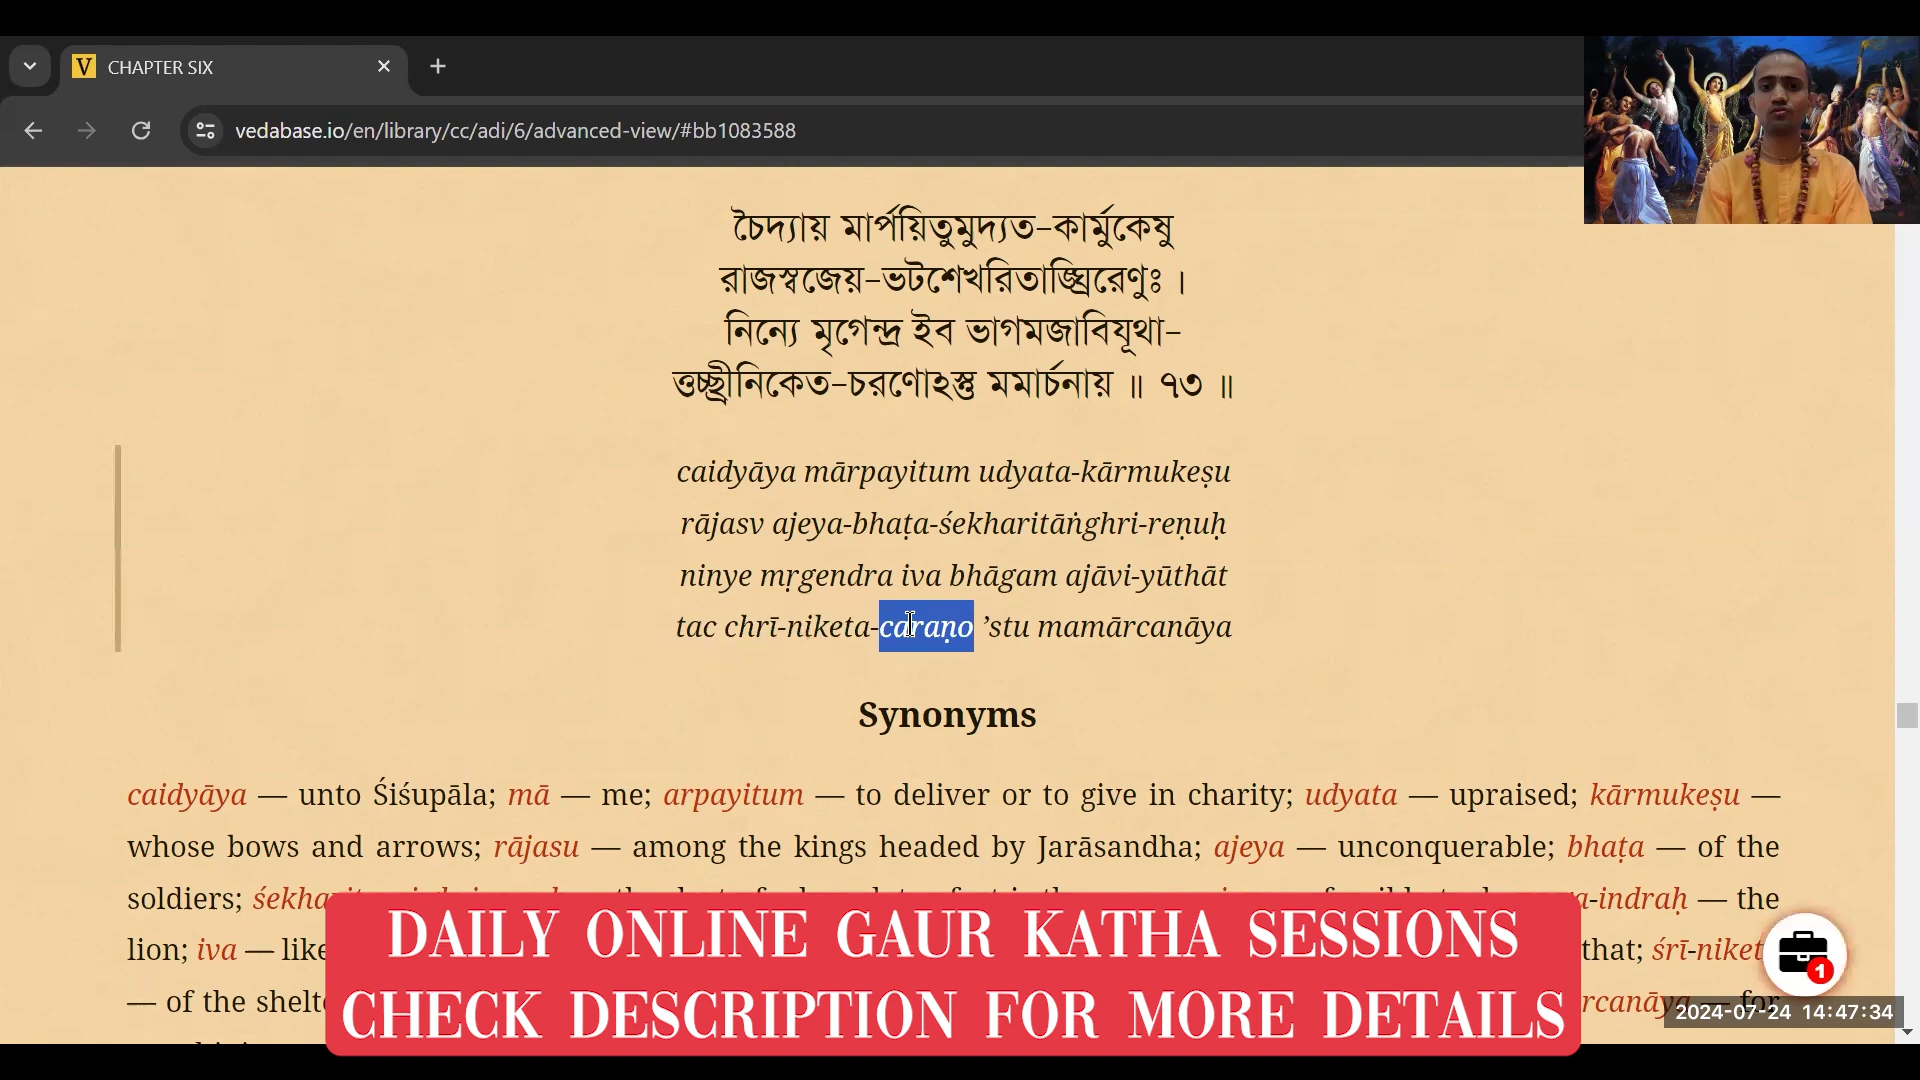 CHAPTER SIX
vedabase.io/en/library/cc/adi/6/advanced-view/#bb1083588
চৈদ্যায় মার্পয়িতুমুদ্যত-কার্মুকেষু
রাজস্বজেয়-ভটশেখরিতাঙ্ঘ্রিরেণুঃ ।
নিন্যে মৃগেন্দ্র ইব ভাগমজাবিযূথা-
ত্তচ্ছ্রীনিকেত-চরণোঽস্তু মমার্চনায় ॥ ৭৩ ॥
caidyāya mārpayitum udyata-kārmukeṣu
rājasv ajeya-bhaṭa-śekharitāṅghri-reṇuḥ
ninye mṛgendra iva bhāgam ajāvi-yūthāt
tac chrī-niketa-caraṇo ’stu mamārcanāya
Synonyms
caidyāya — unto Śiśupāla; mā — me; arpayitum — to deliver or to give in charity; udyata — upraised; kārmukeṣu —
whose bows and arrows; rājasu — among the kings headed by Jarāsandha; ajeya — unconquerable; bhaṭa — of the
soldiers; -indraḥ — the
lion; iva — like that; śrī-niket
— of the — for
DAILY ONLINE GAUR KATHA SESSIONS
CHECK DESCRIPTION FOR MORE DETAILS
1
2024-07-24 14:47:34